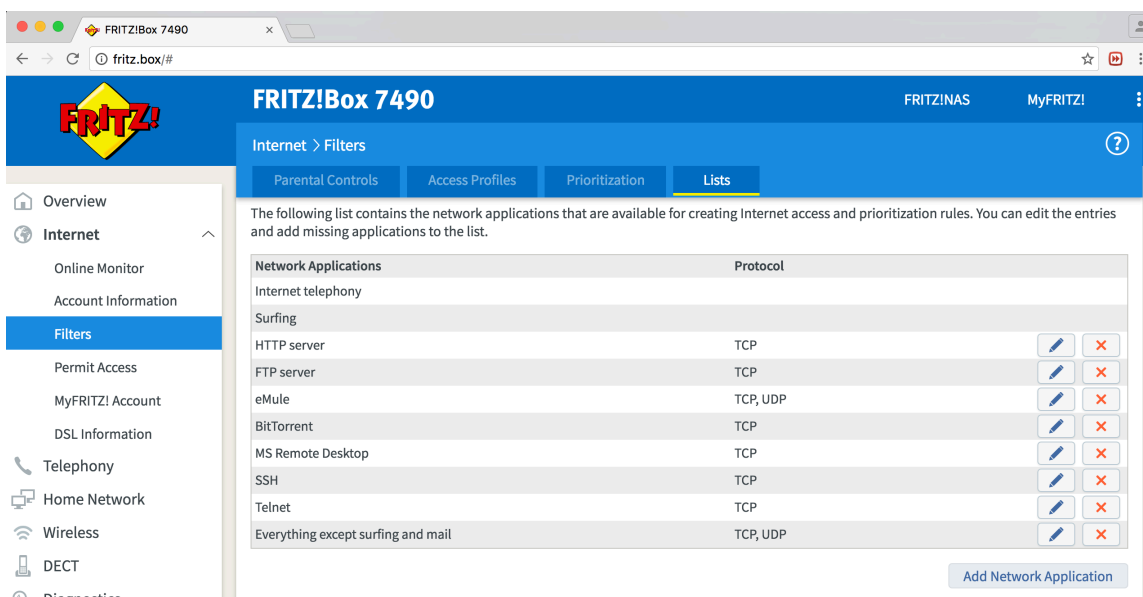 FRITZ!Box 7490
fritz.box/#
FRITZ!
FRITZ!Box 7490
FRITZ!NAS
MyFRITZ!
Internet > Filters
?
Parental Controls
Access Profiles
Prioritization
Lists
Overview
Internet
Online Monitor
Account Information
Filters
Permit Access
MyFRITZ! Account
DSL Information
Telephony
Home Network
Wireless
DECT
The following list contains the network applications that are available for creating Internet access and prioritization rules. You can edit the entries
and add missing applications to the list.
Network Applications Protocol
Internet telephony
Surfing
HTTP server TCP
FTP server TCP
eMule TCP, UDP
BitTorrent TCP
MS Remote Desktop TCP
SSH TCP
Telnet TCP
Everything except surfing and mail TCP, UDP
Add Network Application